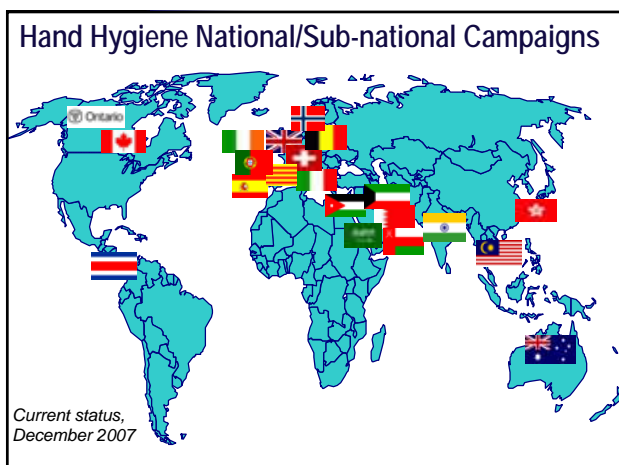 Hand Hygiene National/Sub-national Campaigns
Ontario
Current status,
December 2007